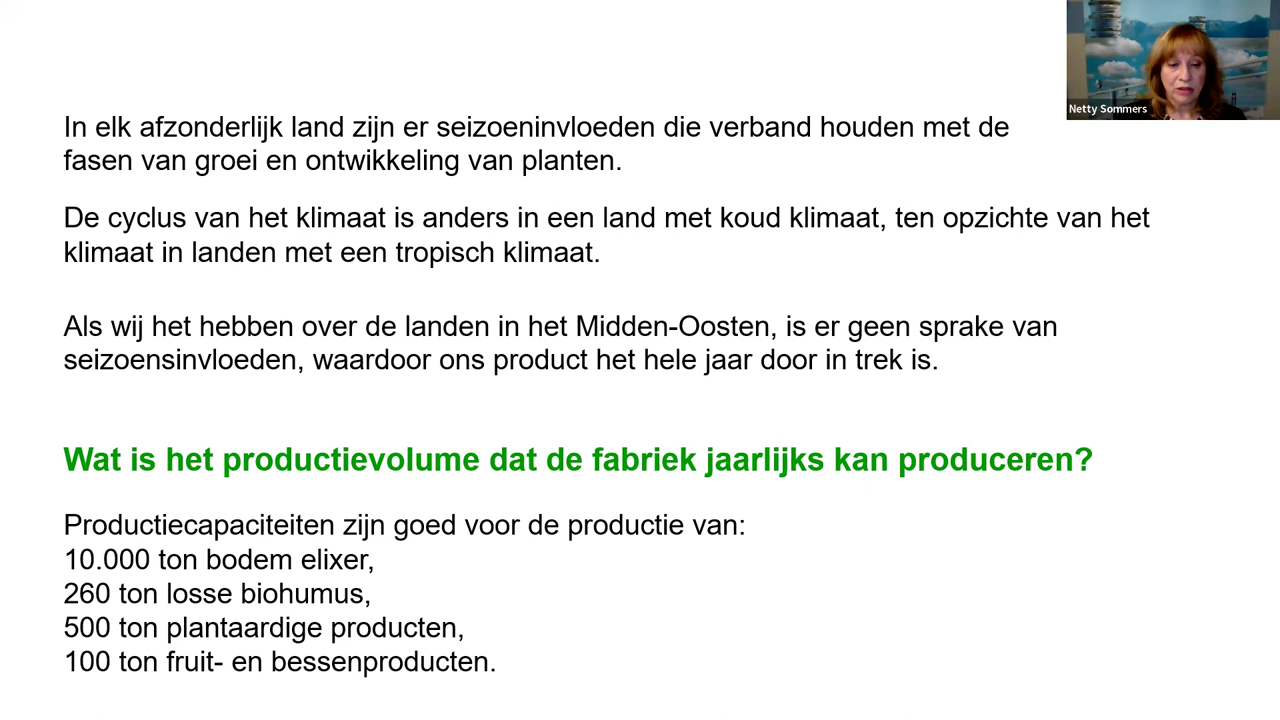 Netty Sommers
In elk afzonderlijk land zijn er seizoeninvloeden die verband houden met de
fasen van groei en ontwikkeling van planten.
De cyclus van het klimaat is anders in een land met koud klimaat, ten opzichte van het
klimaat in landen met een tropisch klimaat.
Als wij het hebben over de landen in het Midden-Oosten, is er geen sprake van
seizoensinvloeden, waardoor ons product het hele jaar door in trek is.
Wat is het productievolume dat de fabriek jaarlijks kan produceren?
Productiecapaciteiten zijn goed voor de productie van:
10.000 ton bodem elixer,
260 ton losse biohumus,
500 ton plantaardige producten,
100 ton fruit- en bessenproducten.